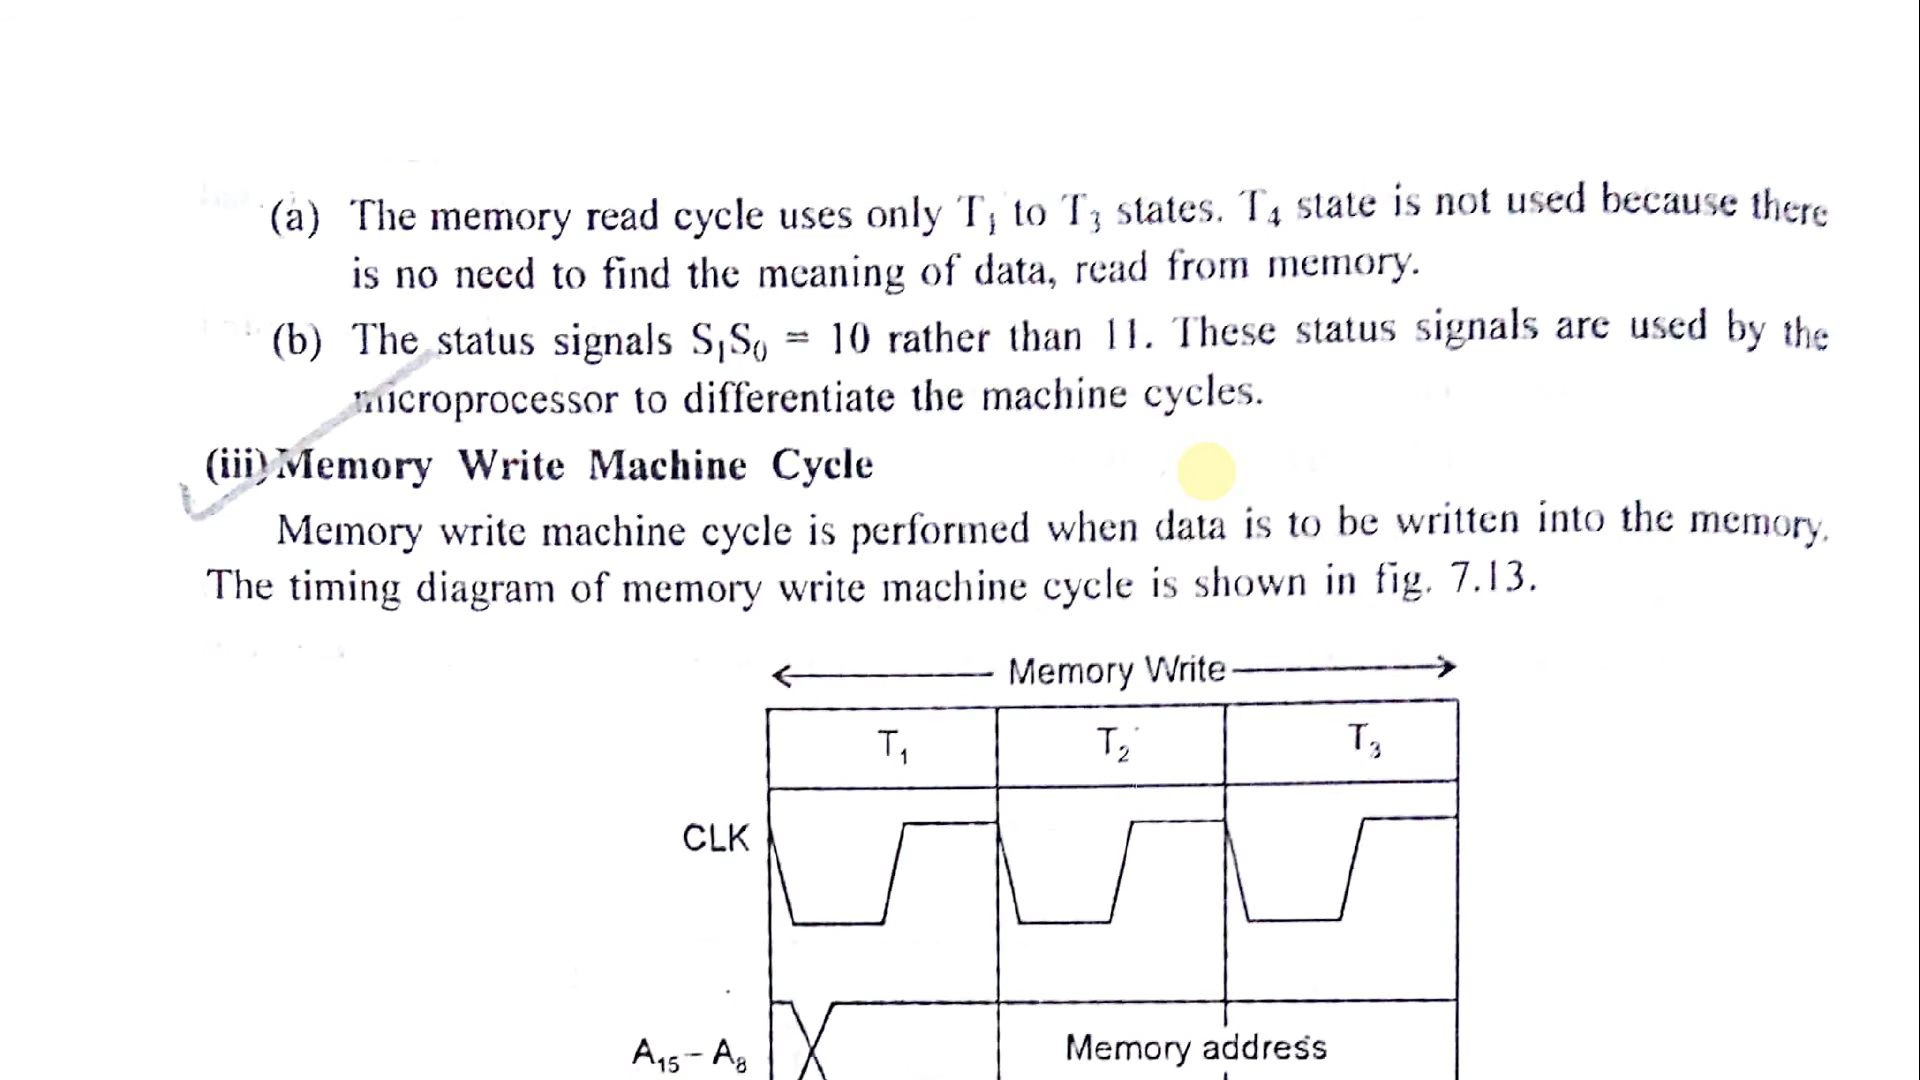 (a) The memory read cycle uses only T₁ to T₃ states. T₄ state is not used because there
is no need to find the meaning of data, read from memory.
(b) The status signals S₁S₀ = 10 rather than 11. These status signals are used by the
microprocessor to differentiate the machine cycles.
(iii) Memory Write Machine Cycle
Memory write machine cycle is performed when data is to be written into the memory.
The timing diagram of memory write machine cycle is shown in fig. 7.13.
Memory Write
T₁ T₂ T₃
CLK
A₁₅ – A₈ Memory address